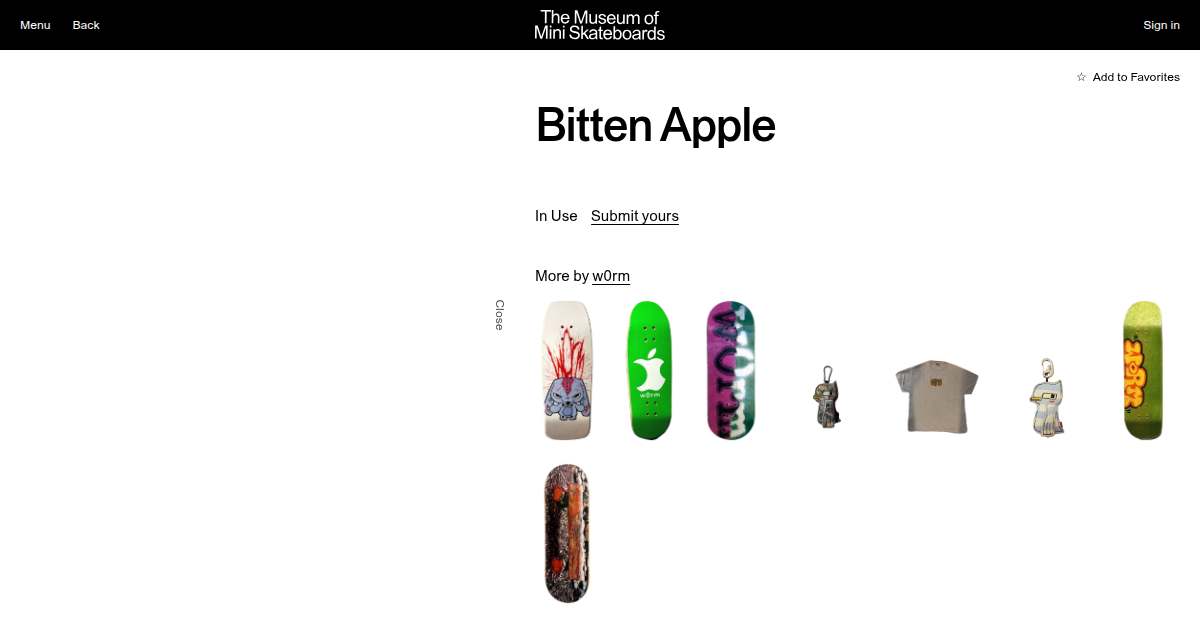 Menu
Back
The Museum of
Mini Skateboards
Sign in
☆ Add to Favorites
Bitten Apple
In Use
Submit yours
More by w0rm
Close
w0rm
w0rm